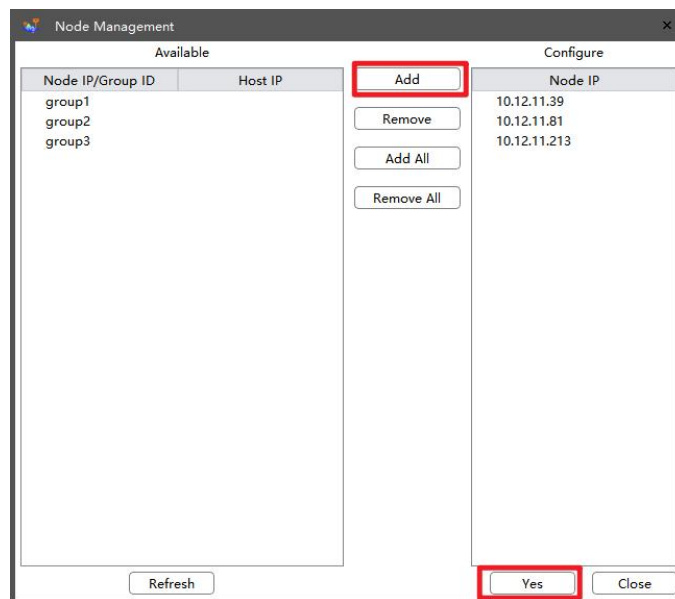 Node Management
Available
Configure
Node IP/Group ID
Host IP
group1
group2
group3
Add
Remove
Add All
Remove All
Node IP
10.12.11.39
10.12.11.81
10.12.11.213
Refresh
Yes
Close